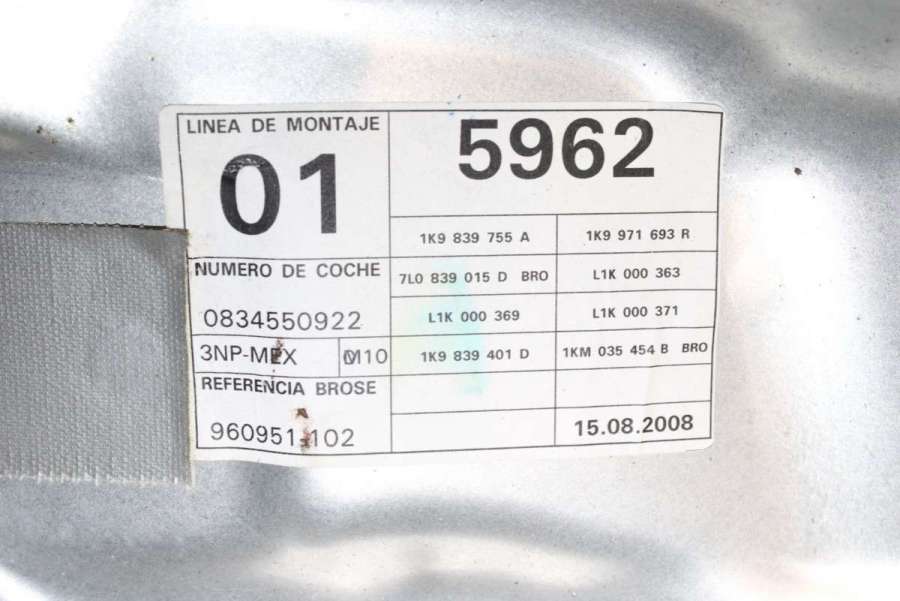 LINEA DE MONTAJE
01
5962
NUMERO DE COCHE
0834550922
3NP-MEX
M10
REFERENCIA BROSE
960951-102
1K9 839 755 A
1K9 971 693 R
7L0 839 015 D BRO
L1K 000 363
L1K 000 369
L1K 000 371
1K9 839 401 D
1KM 035 454 B BRO
15.08.2008